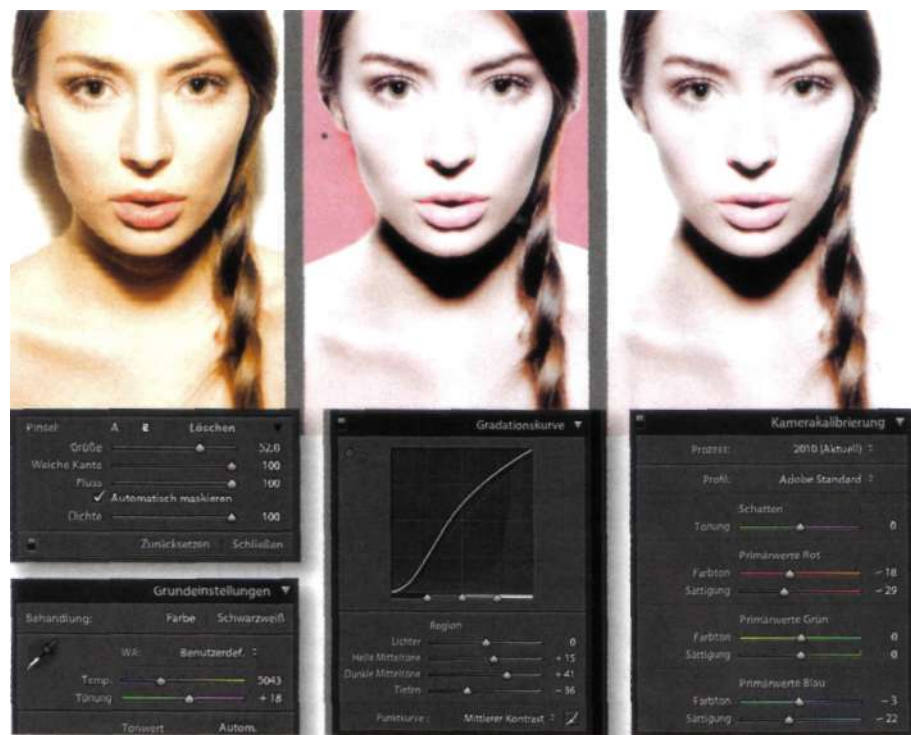 Pinsel: A B Löschen
Größe 52.0
Weiche Kante 100
Fluss 100
Automatisch maskieren
Dichte 100
Zurücksetzen Schließen
Grundeinstellungen
Behandlung: Farbe Schwarzweiß
WA: Benutzerdef.
Temp. 5043
Tönung + 18
Tonwert Autom.
Gradationskurve
Region
Lichter 0
Helle Mitteltöne + 15
Dunkle Mitteltöne + 41
Tiefen
Punktkurve: Mittlerer Kontrast
Kamerakalibrierung
Prozess: 2010 (Aktuell)
Profil: Adobe Standard
Schatten
Tönung 0
Primärwerte Rot
Farbton - 18
Sättigung - 29
Primärwerte Grün
Farbton 0
Sättigung 0
Primärwerte Blau
Farbton - 3
Sättigung - 22